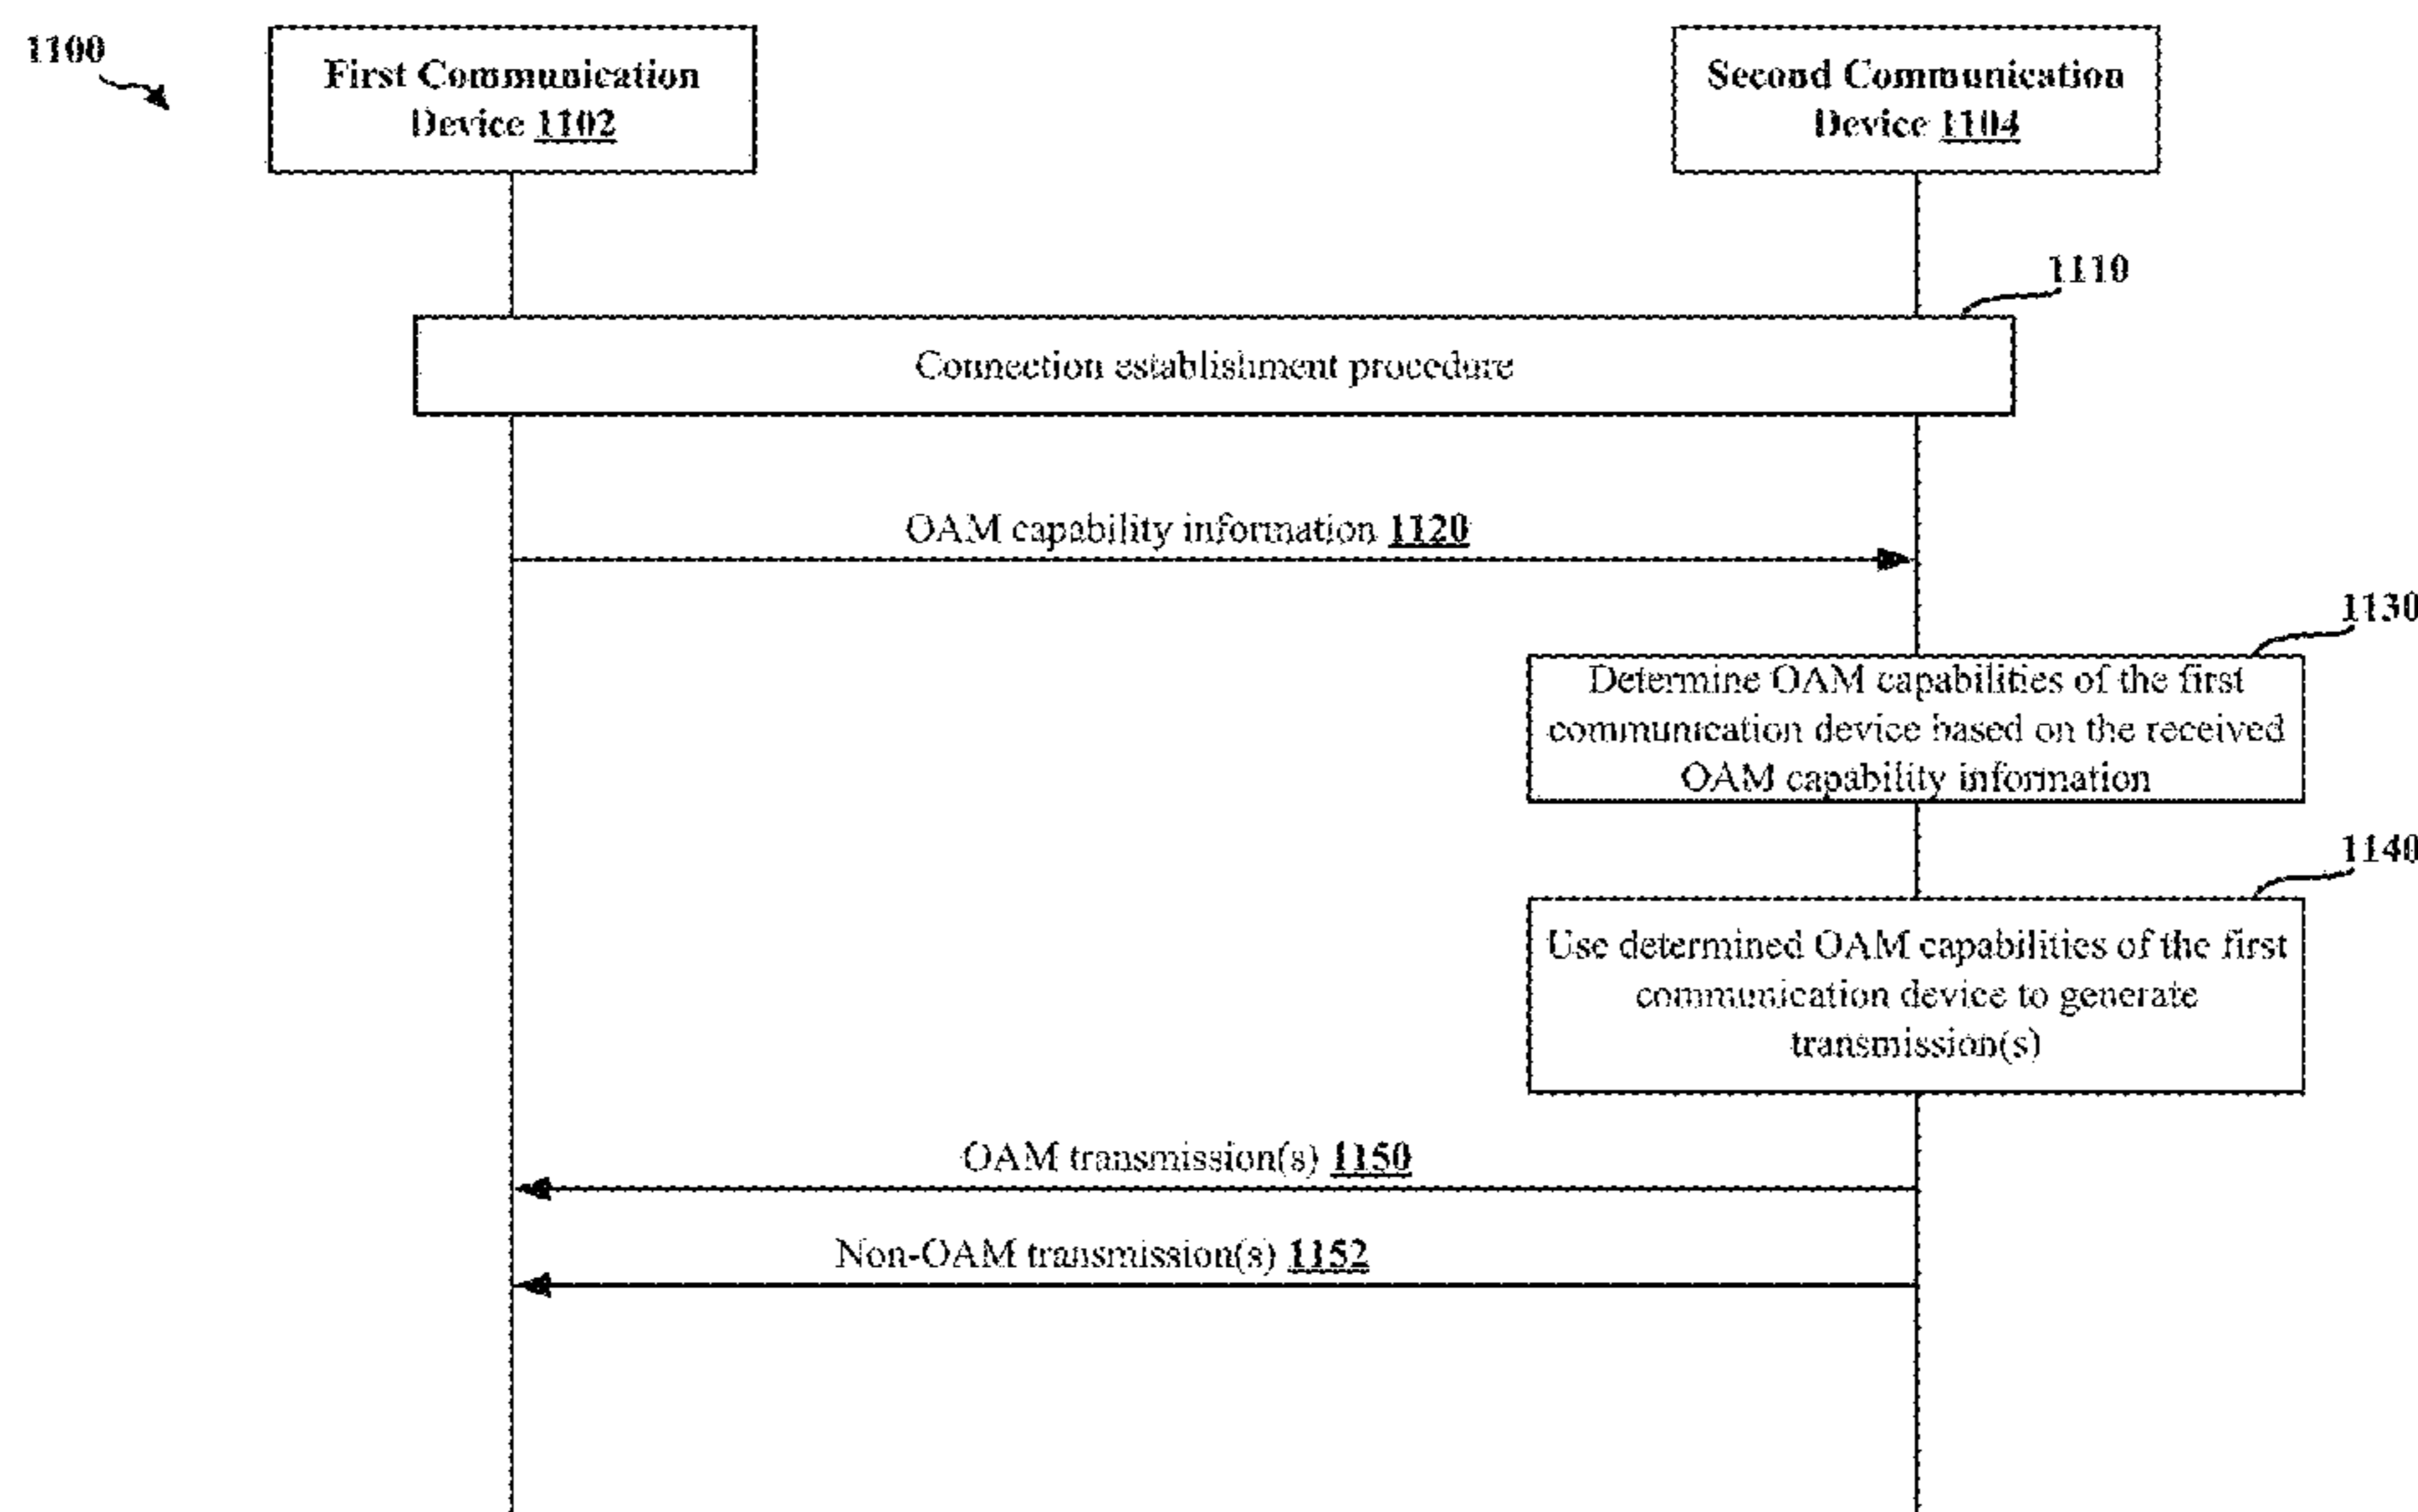 1100
First Communication
Device 1102
Second Communication
Device 1104
1110
Connection establishment procedure
OAM capability information 1120
1130
Determine OAM capabilities of the first
communication device based on the received
OAM capability information
1140
Use determined OAM capabilities of the first
communication device to generate
transmission(s)
OAM transmission(s) 1150
Non-OAM transmission(s) 1152